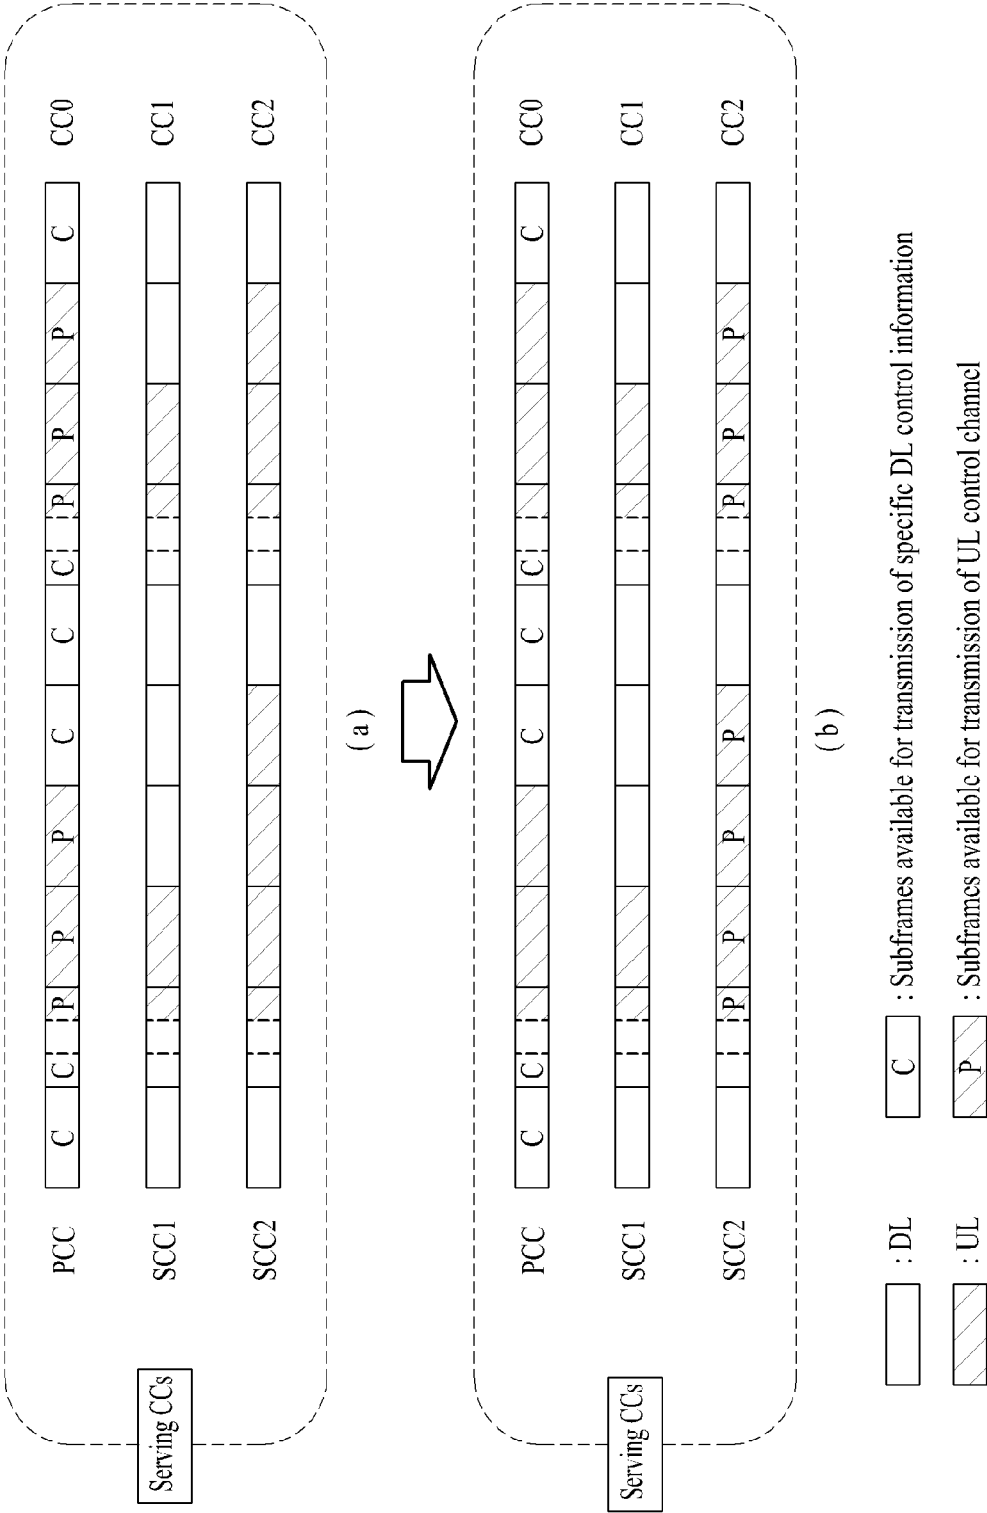 PCC C C P P P C C C P P P C CC0
Serving CCs SCC1 CC1
SCC2 CC2
(a)
PCC C C C C C C CC0
Serving CCs SCC1 CC1
SCC2 P P P P P P P CC2
(b)
: DL C : Subframes available for transmission of specific DL control information
: UL P : Subframes available for transmission of UL control channel